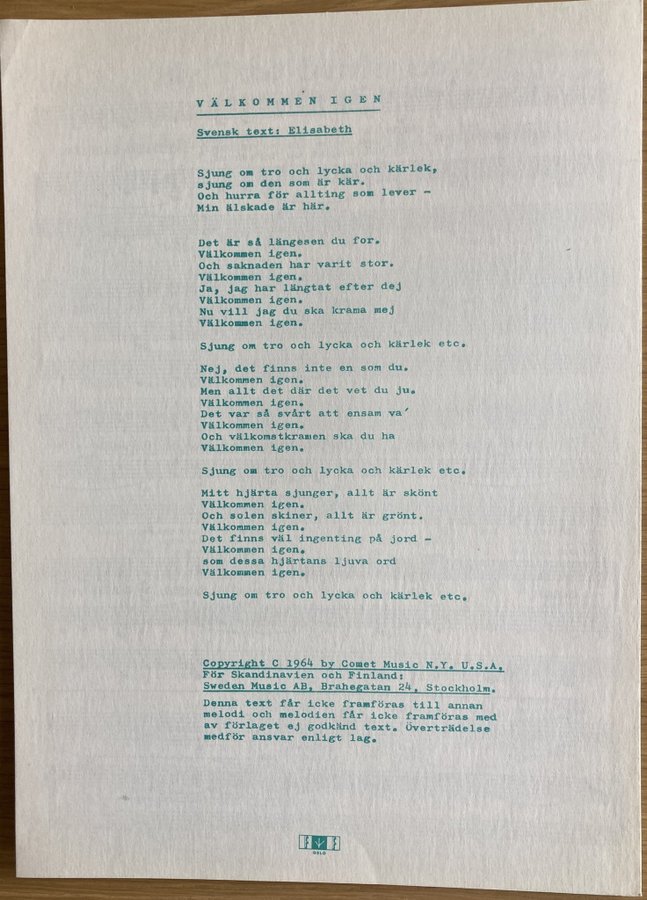 VÄLKOMMEN IGEN
Svensk text: Elisabeth
Sjung om tro och lycka och kärlek,
sjung om den som är kär.
Och hurra för allting som lever -
Min älskade är här.
Det är så längesen du for.
Välkommen igen.
Och saknaden har varit stor.
Välkommen igen.
Ja, jag har längtat efter dej
Välkommen igen.
Nu vill jag du ska krama mej
Välkommen igen.
Sjung om tro och lycka och kärlek etc.
Nej, det finns inte en som du.
Välkommen igen.
Men allt det där det vet du ju.
Välkommen igen.
Det var så svårt att ensam va´
Välkommen igen.
Och välkomstkramen ska du ha
Välkommen igen.
Sjung om tro och lycka och kärlek etc.
Mitt hjärta sjunger, allt är skönt
Välkommen igen.
Och solen skiner, allt är grönt.
Välkommen igen.
Det finns väl ingenting på jord -
Välkommen igen.
som dessa hjärtans ljuva ord
Välkommen igen.
Sjung om tro och lycka och kärlek etc.
Copyright C 1964 by Comet Music N.Y. U.S.A.
För Skandinavien och Finland:
Sweden Music AB, Brahegatan 24, Stockholm.
Denna text får icke framföras till annan
melodi och melodien får icke framföras med
av förlaget ej godkänd text. Överträdelse
medför ansvar enligt lag.
OSLO